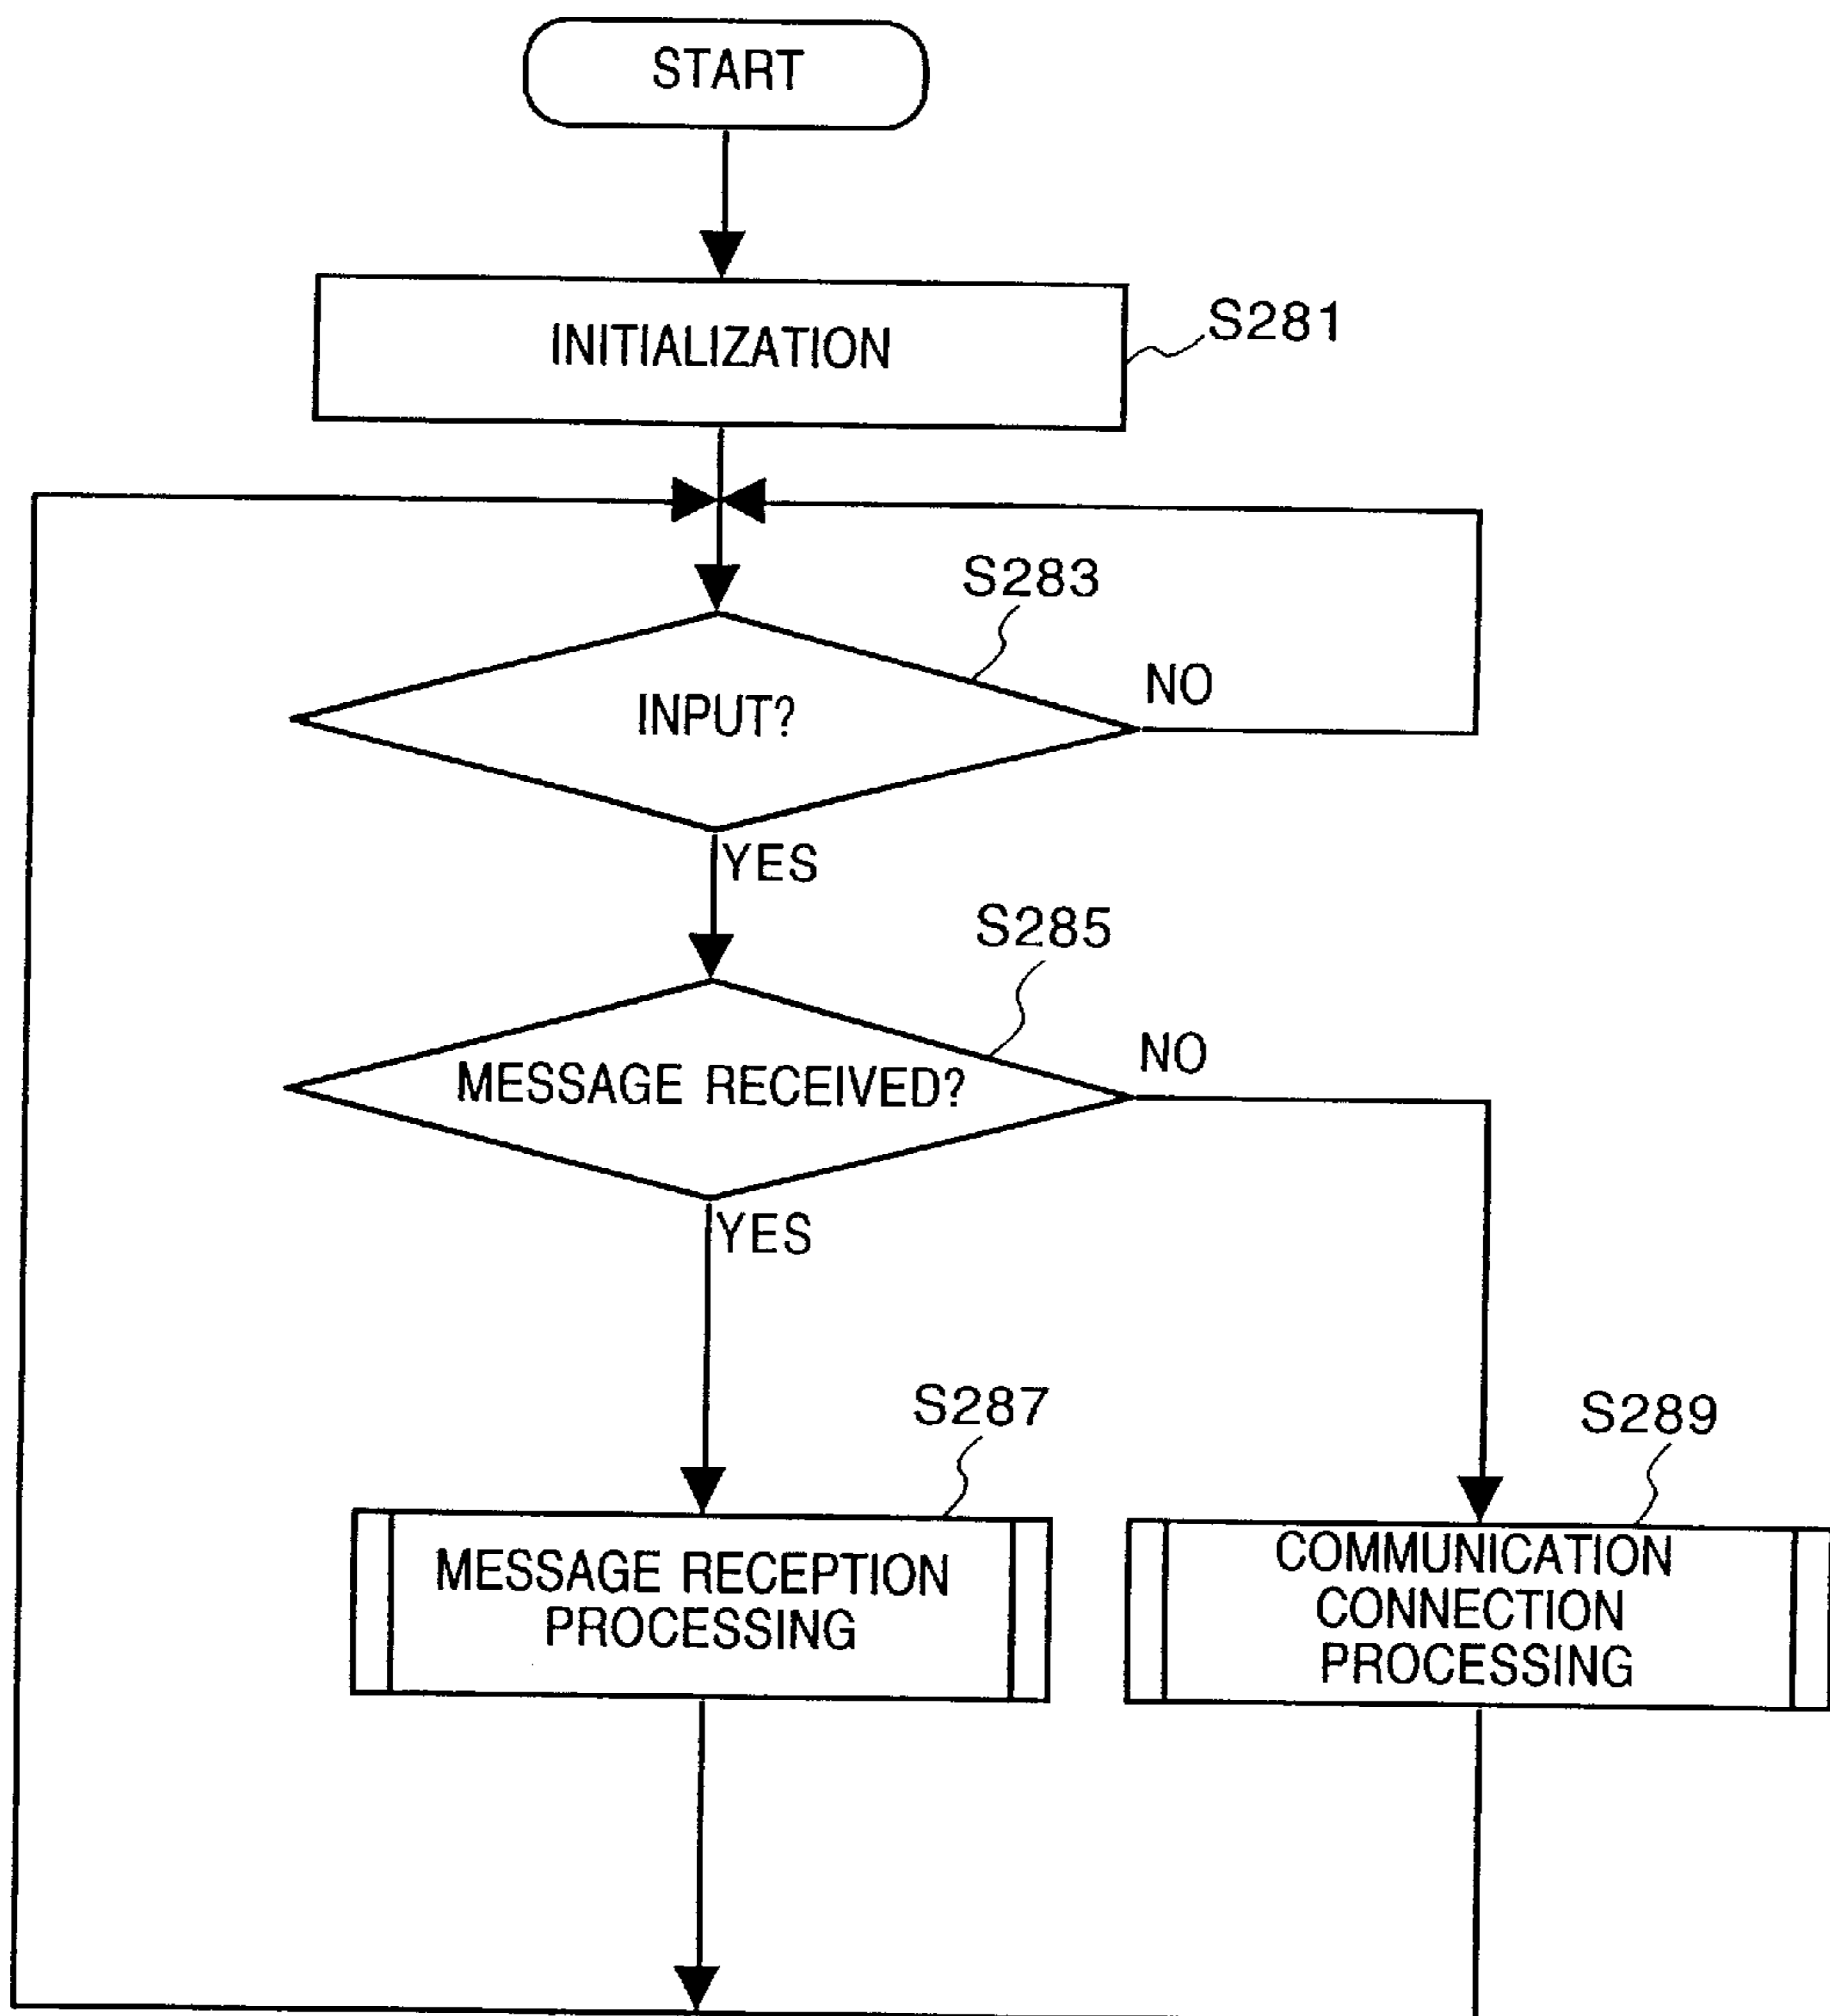 START
INITIALIZATION
S281
S283
INPUT?
NO
YES
S285
MESSAGE RECEIVED?
NO
YES
S287
S289
MESSAGE RECEPTION
PROCESSING
COMMUNICATION
CONNECTION
PROCESSING